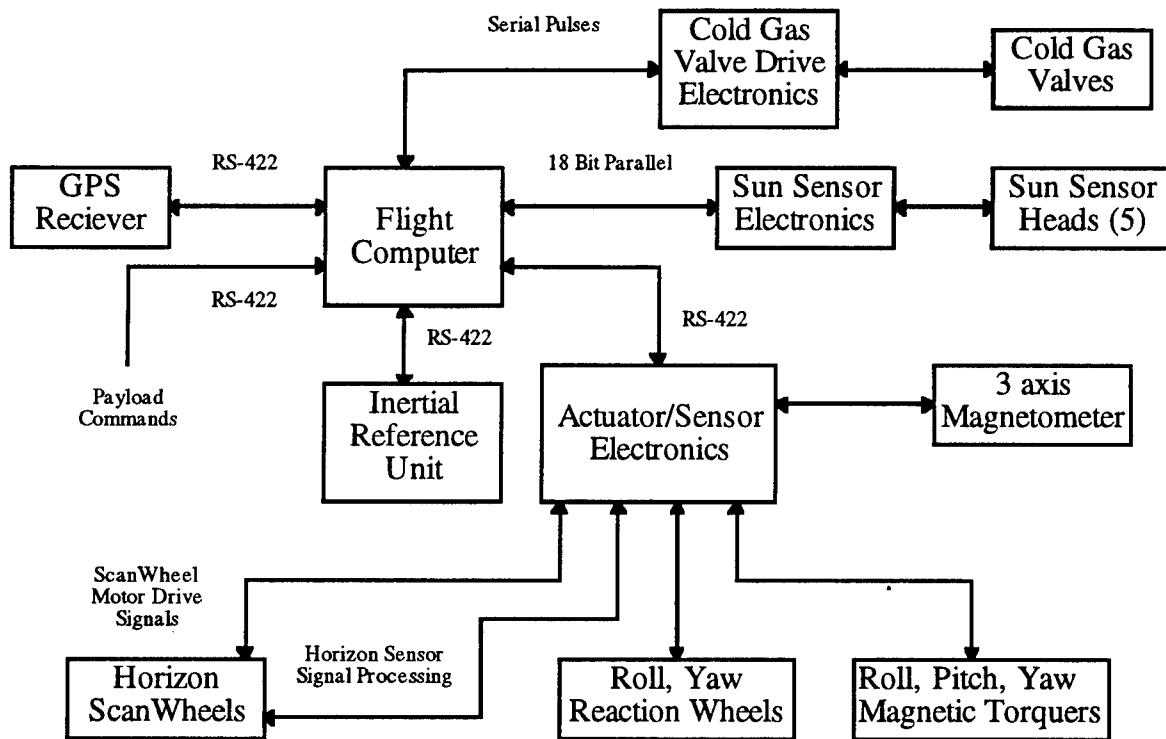 Serial Pulses
Cold Gas
Valve Drive
Electronics
Cold Gas
Valves
RS-422
GPS
Reciever
Flight
Computer
18 Bit Parallel
Sun Sensor
Electronics
Sun Sensor
Heads (5)
RS-422
Payload
Commands
RS-422
Inertial
Reference
Unit
RS-422
Actuator/Sensor
Electronics
3 axis
Magnetometer
ScanWheel
Motor Drive
Signals
Horizon Sensor
Signal Processing
Horizon
ScanWheels
Roll, Yaw
Reaction Wheels
Roll, Pitch, Yaw
Magnetic Torquers